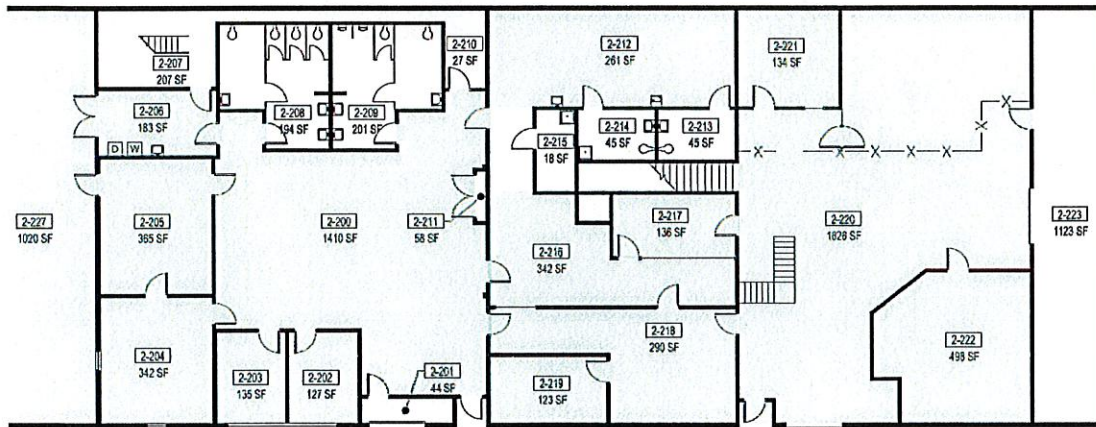 2-210
27 SF
2-207
207 SF
2-212
261 SF
2-221
134 SF
2-206
183 SF
D W
2-208
194 SF
2-209
201 SF
2-215
18 SF
2-214
45 SF
2-213
45 SF
2-227
1020 SF
2-205
365 SF
2-200
1410 SF
2-211
58 SF
2-217
136 SF
2-216
342 SF
2-220
1828 SF
2-223
1123 SF
X X X X X X X
2-204
342 SF
2-203
135 SF
2-202
127 SF
2-201
44 SF
2-218
290 SF
2-219
123 SF
2-222
498 SF